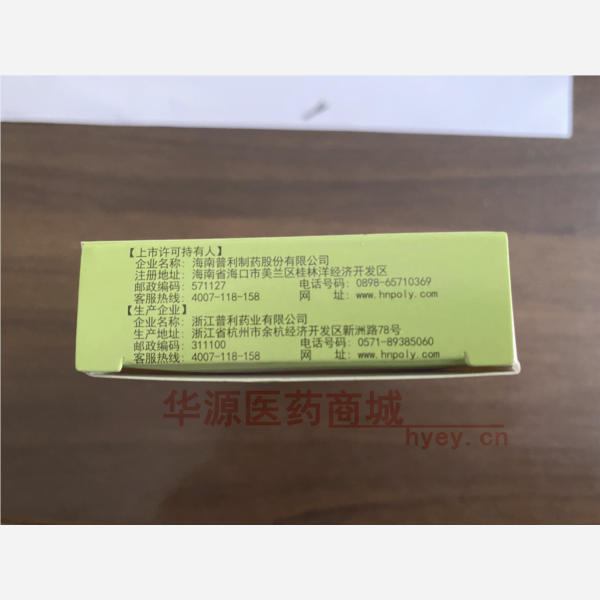 【上市许可持有人】
企业名称: 海南普利制药股份有限公司
注册地址: 海南省海口市美兰区桂林洋经济开发区
邮政编码: 571127 电话号码: 0898-65710369
客服热线: 4007-118-158 网 址: www.hnpoly.com
【生产企业】
企业名称: 浙江普利药业有限公司
生产地址: 浙江省杭州市余杭经济开发区新洲路78号
邮政编码: 311100 电话号码: 0571-89385060
客服热线: 4007-118-158 网 址: www.hnpoly.com
华源医药商城
hyey.cn